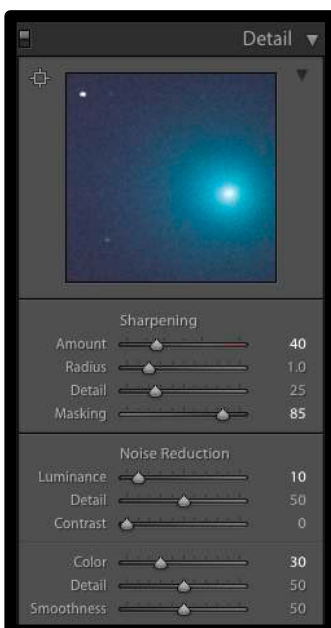 Detail ▼
Sharpening
Amount 40
Radius 1.0
Detail 25
Masking 85
Noise Reduction
Luminance 10
Detail 50
Contrast 0
Color 30
Detail 50
Smoothness 50